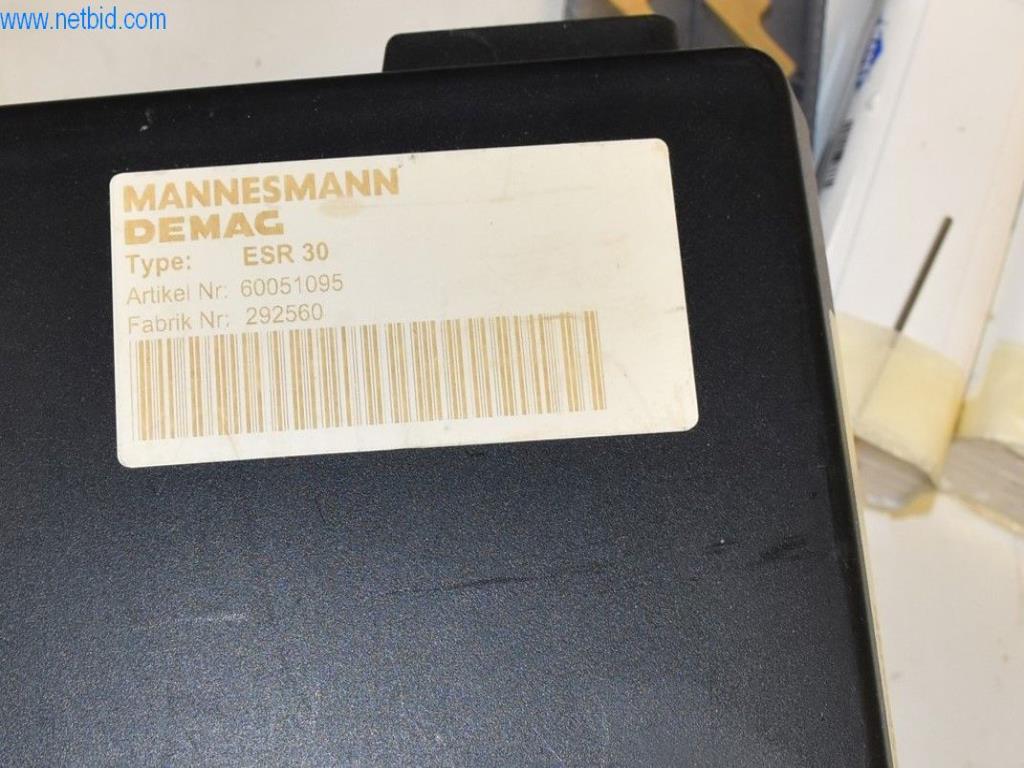 www.netbid.com
MANNESMANN
DEMAG
Type: ESR 30
Artikel Nr: 60051095
Fabrik Nr: 292560